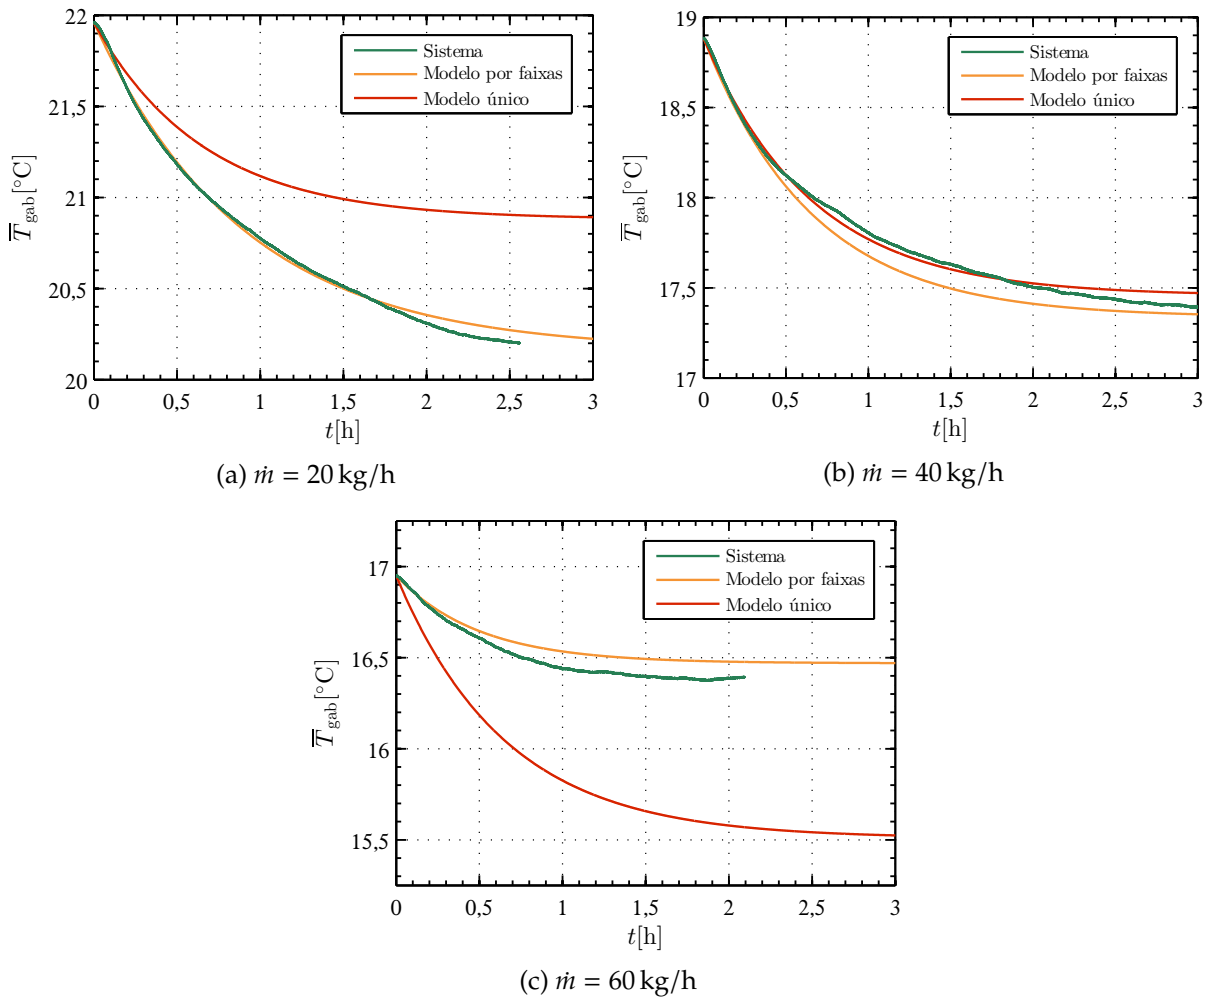 22
21,5
21
20,5
20
T̅gab[°C]
Sistema
Modelo por faixas
Modelo único
0 0,5 1 1,5 2 2,5 3
t[h]
(a) ṁ = 20 kg/h
19
18,5
18
17,5
17
T̅gab[°C]
Sistema
Modelo por faixas
Modelo único
0 0,5 1 1,5 2 2,5 3
t[h]
(b) ṁ = 40 kg/h
17
16,5
16
15,5
T̅gab[°C]
Sistema
Modelo por faixas
Modelo único
0 0,5 1 1,5 2 2,5 3
t[h]
(c) ṁ = 60 kg/h